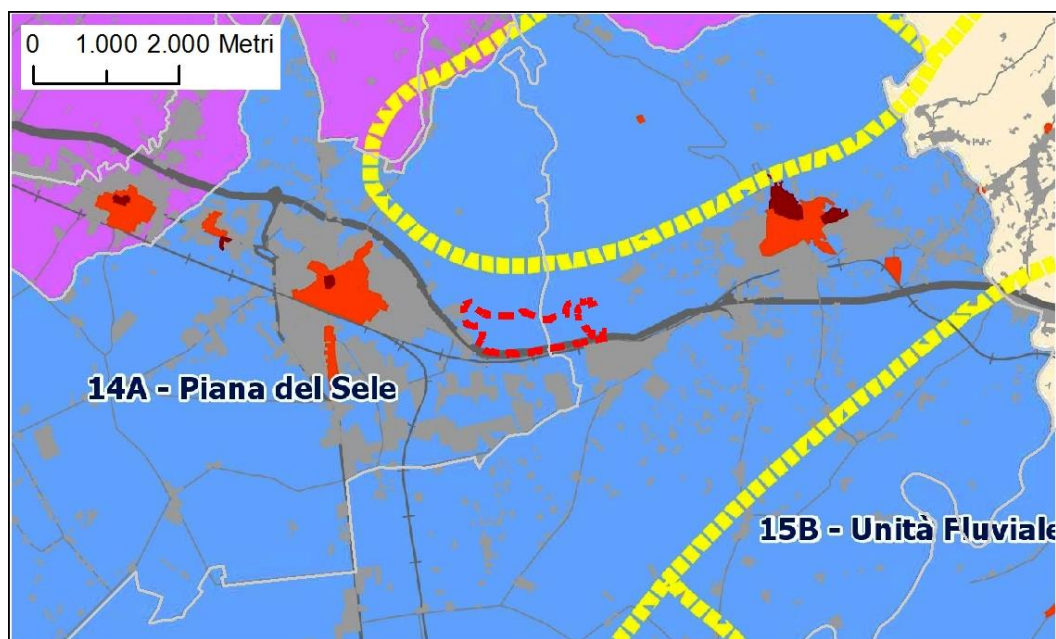 0 1.000 2.000 Metri
14A - Piana del Sele
15B - Unità Fluviale